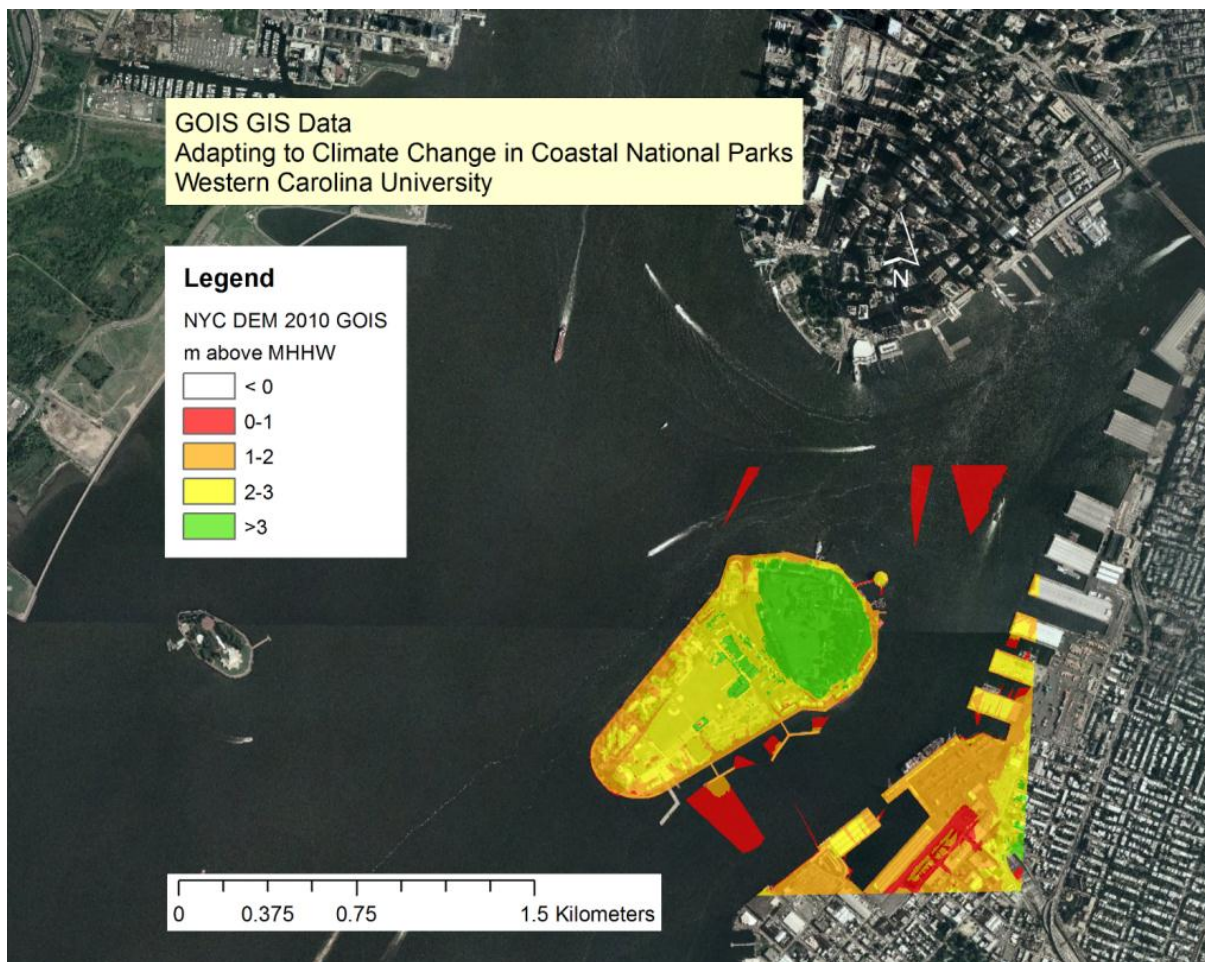 GOIS GIS Data
Adapting to Climate Change in Coastal National Parks
Western Carolina University
Legend
NYC DEM 2010 GOIS
m above MHHW
< 0
0-1
1-2
2-3
>3
N
0 0.375 0.75 1.5 Kilometers